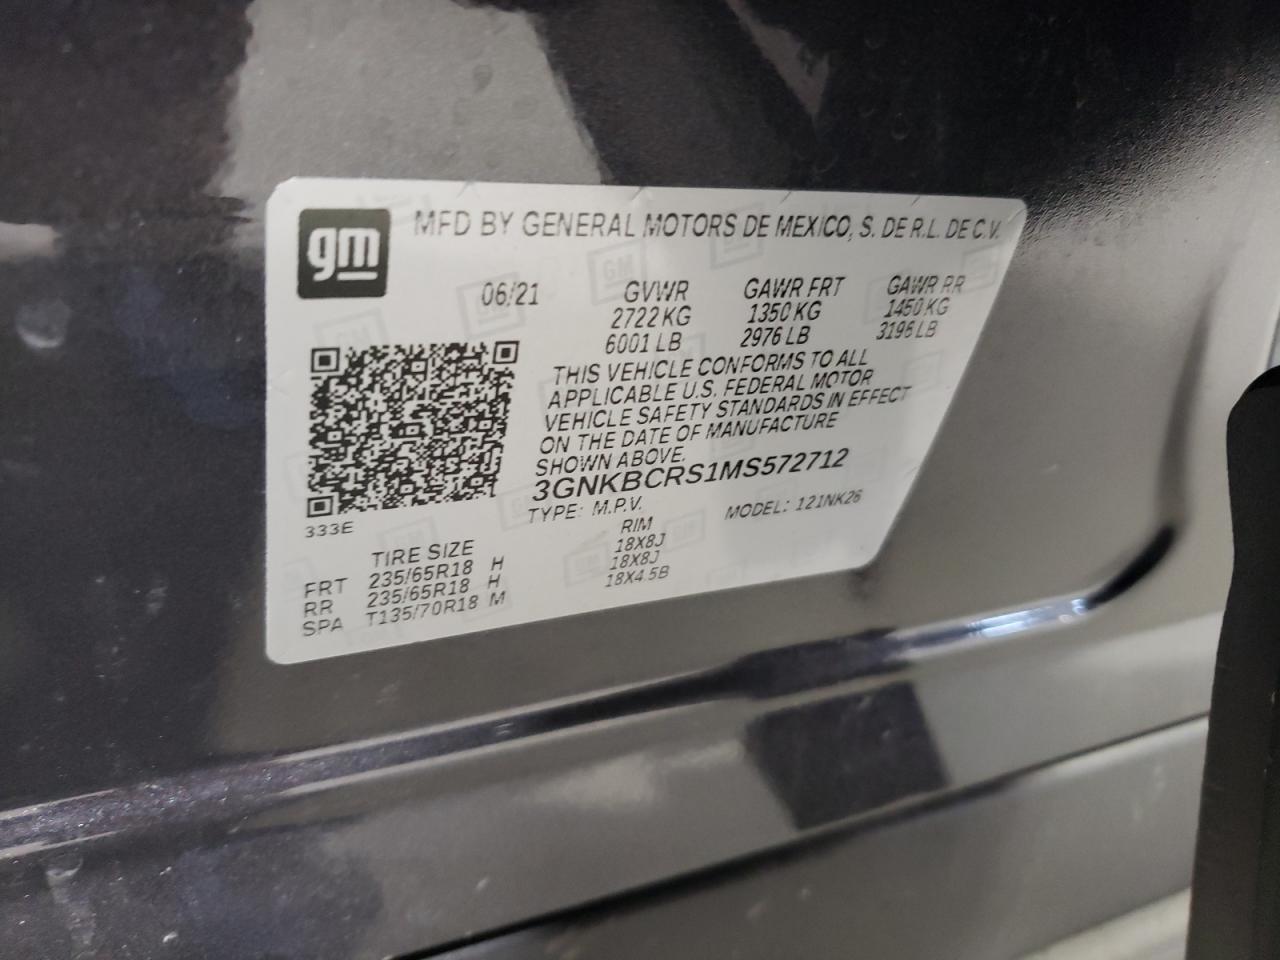 gm
MFD BY GENERAL MOTORS DE MEXICO, S. DE R.L. DE C.V.
06/21 GVWR GAWR FRT GAWR RR
2722 KG 1350 KG 1450 KG
6001 LB 2976 LB 3196 LB
THIS VEHICLE CONFORMS TO ALL
APPLICABLE U.S. FEDERAL MOTOR
VEHICLE SAFETY STANDARDS IN EFFECT
ON THE DATE OF MANUFACTURE
SHOWN ABOVE.
3GNKBCRS1MS572712
TYPE: M.P.V. MODEL: 121NK26
333E
TIRE SIZE RIM
FRT 235/65R18 H 18X8J
RR 235/65R18 H 18X8J
SPA T135/70R18 M 18X4.5B